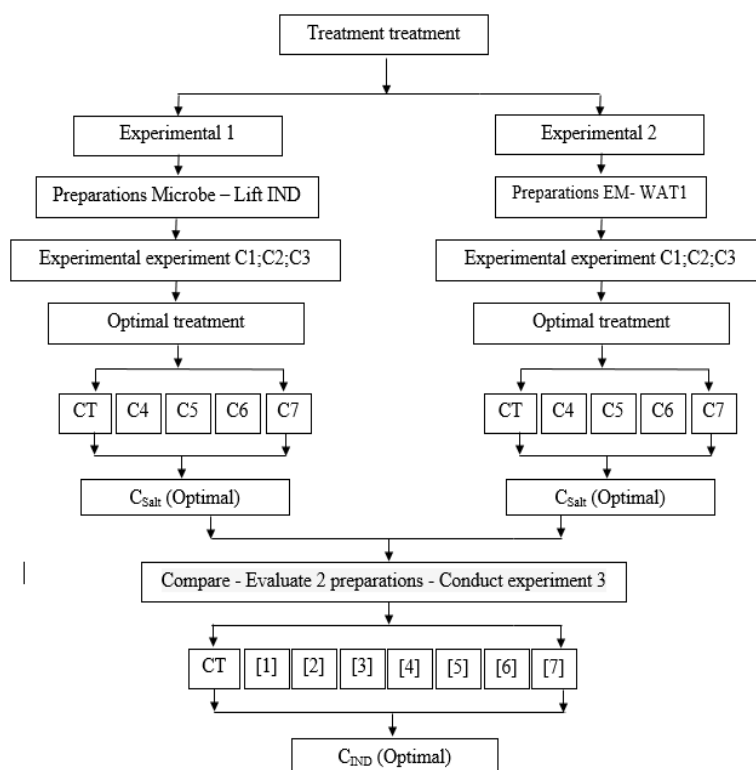 Treatment treatment
Experimental 1
Experimental 2
Preparations Microbe – Lift IND
Preparations EM- WAT1
Experimental experiment C1;C2;C3
Experimental experiment C1;C2;C3
Optimal treatment
Optimal treatment
CT C4 C5 C6 C7
CT C4 C5 C6 C7
CSalt (Optimal)
CSalt (Optimal)
Compare - Evaluate 2 preparations - Conduct experiment 3
CT [1] [2] [3] [4] [5] [6] [7]
CIND (Optimal)